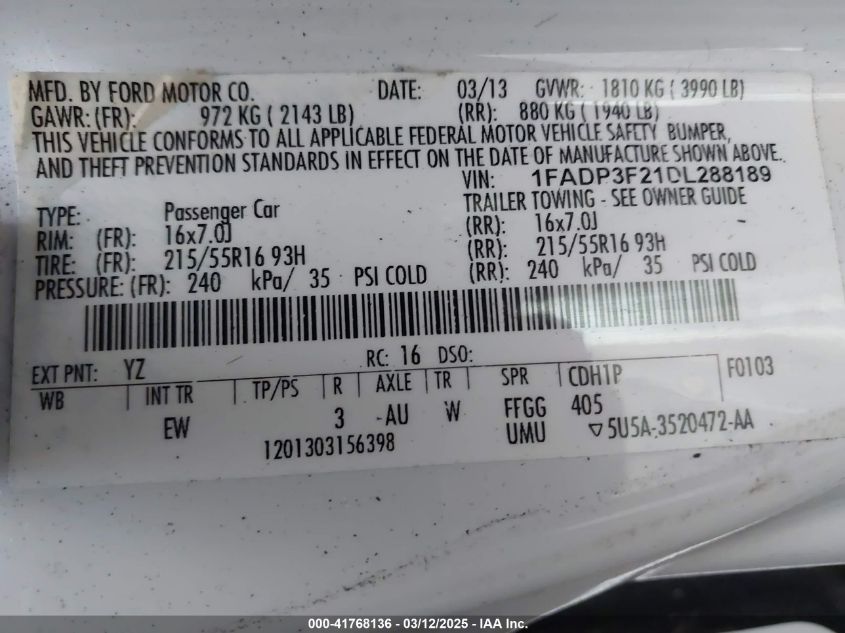 MFD. BY FORD MOTOR CO. DATE: 03/13 GVWR: 1810 KG ( 3990 LB)
GAWR: (FR): 972 KG ( 2143 LB) (RR): 880 KG ( 1940 LB)
THIS VEHICLE CONFORMS TO ALL APPLICABLE FEDERAL MOTOR VEHICLE SAFETY BUMPER,
AND THEFT PREVENTION STANDARDS IN EFFECT ON THE DATE OF MANUFACTURE SHOWN ABOVE.
VIN: 1FADP3F21DL288189
TYPE: Passenger Car TRAILER TOWING - SEE OWNER GUIDE
RIM: (FR): 16x7.0J (RR): 16x7.0J
TIRE: (FR): 215/55R16 93H (RR): 215/55R16 93H
PRESSURE: (FR): 240 kPa/ 35 PSI COLD (RR): 240 kPa/ 35 PSI COLD
EXT PNT: YZ RC: 16 DSO: F0103
WB INT TR TP/PS R AXLE TR SPR CDH1P
EW 3 -AU W FFGG 405
1201303156398 UMU 5U5A-3520472-AA
000-41768136 - 03/12/2025 - IAA Inc.